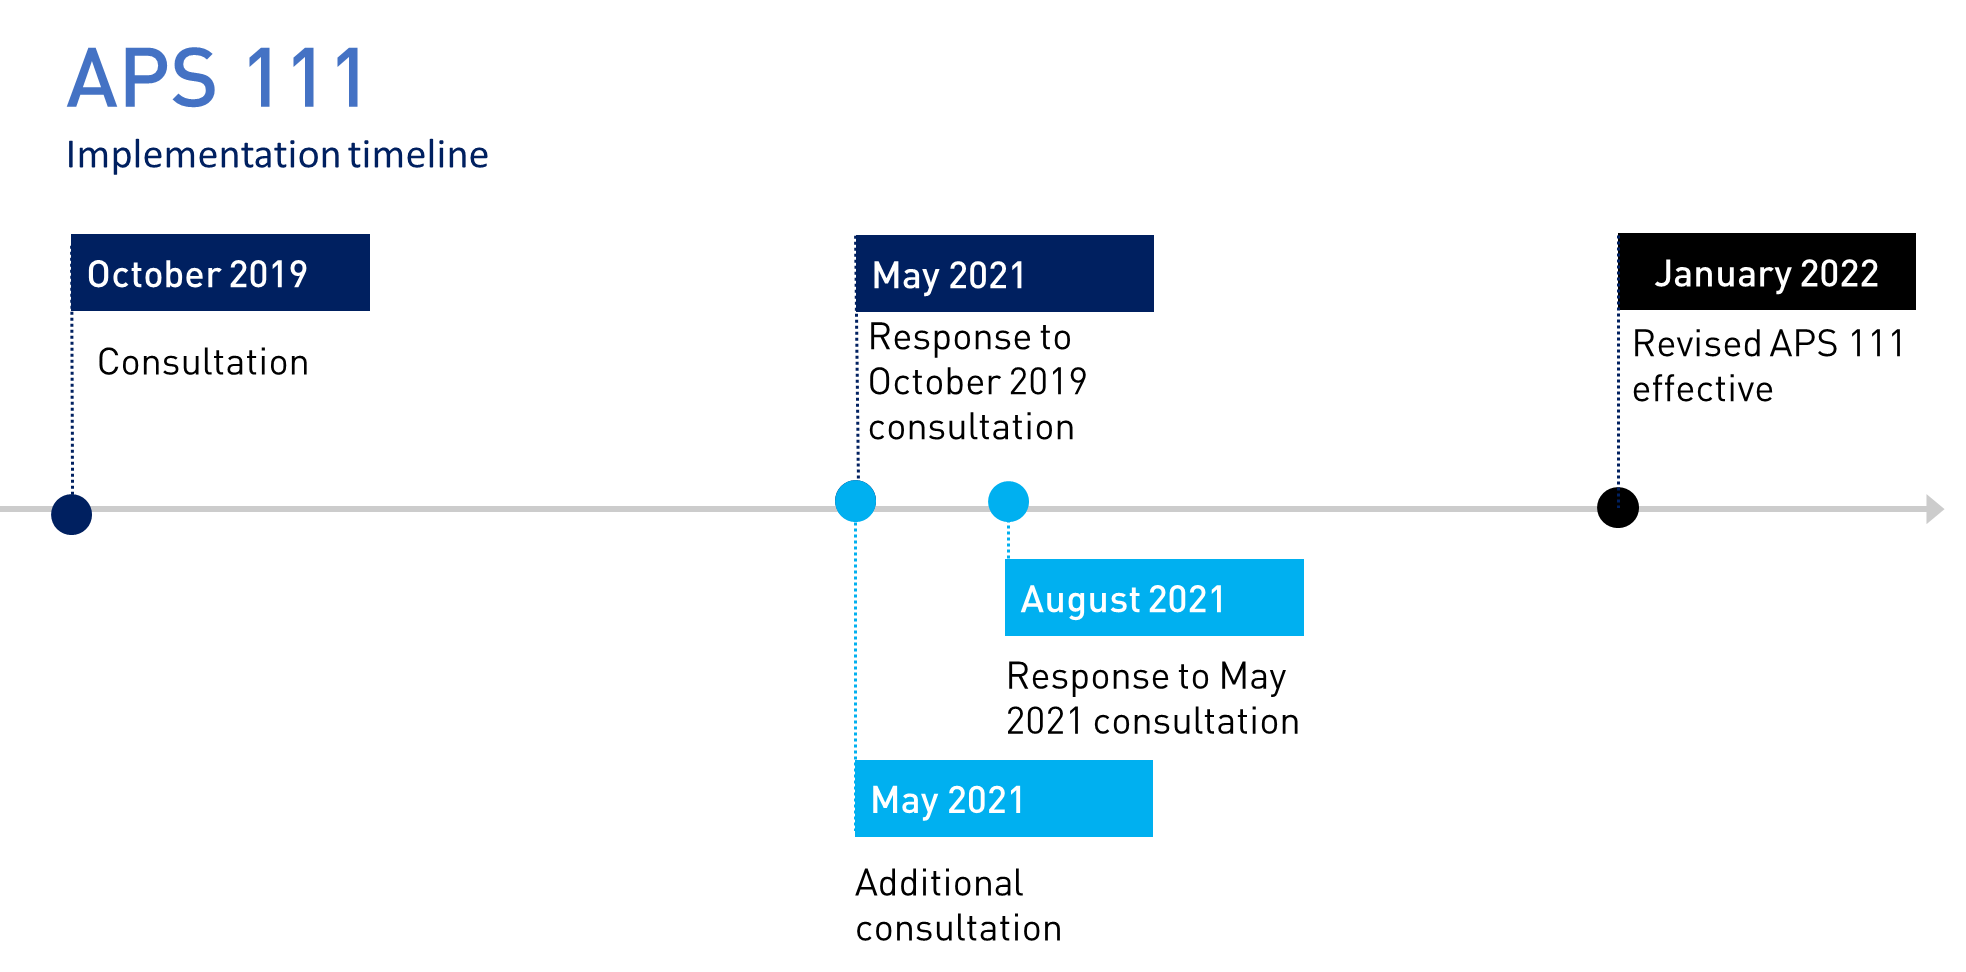 APS 111
Implementation timeline
October 2019
Consultation
May 2021
Response to
October 2019
consultation
January 2022
Revised APS 111
effective
August 2021
Response to May
2021 consultation
May 2021
Additional
consultation